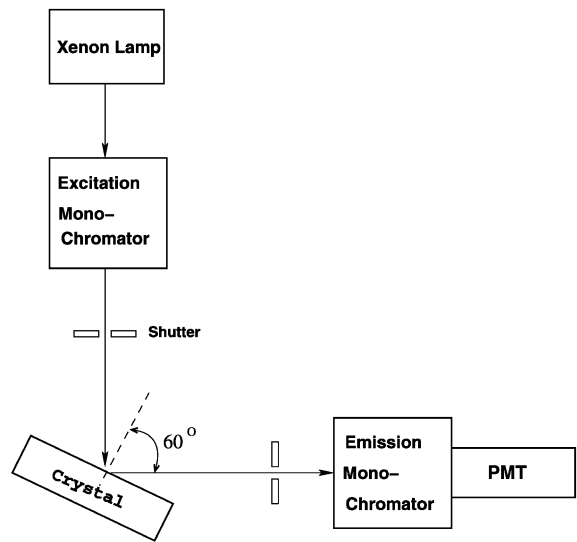 Xenon Lamp
Excitation
Mono–
Chromator
Shutter
60°
Crystal
Emission
Mono–
Chromator
PMT